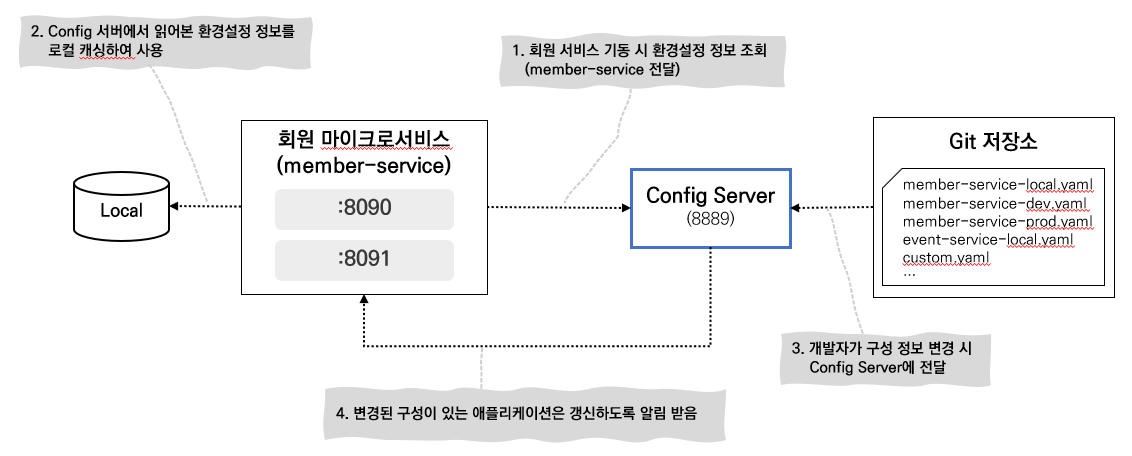 2. Config 서버에서 읽어본 환경설정 정보를
로컬 캐싱하여 사용
1. 회원 서비스 기동 시 환경설정 정보 조회
(member-service 전달)
회원 마이크로서비스
(member-service)
:8090
:8091
Local
Config Server
(8889)
Git 저장소
member-service-local.yaml
member-service-dev.yaml
member-service-prod.yaml
event-service-local.yaml
custom.yaml
...
3. 개발자가 구성 정보 변경 시
Config Server에 전달
4. 변경된 구성이 있는 애플리케이션은 갱신하도록 알림 받음